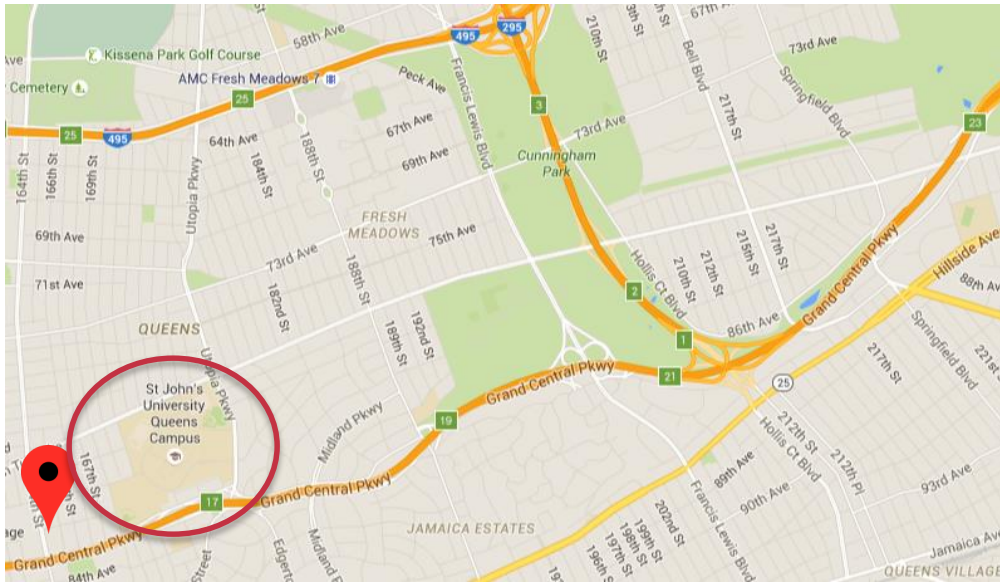 67th Ave
58th Ave
495
295
Ave
Kissena Park Golf Course
Cemetery
AMC Fresh Meadows 7
25
25
495
Peck Ave
Francis Lewis Blvd
210th St
Bell Blvd
73rd Ave
3
217th St
Springfield Blvd
23
64th Ave
67th Ave
69th Ave
73rd Ave
Cunningham
Park
164th St
166th St
169th St
Utopia Pkwy
184th St
188th St
FRESH
MEADOWS
75th Ave
69th Ave
73rd Ave
71st Ave
182nd St
188th St
189th St
192nd St
Hollis Ct Blvd
210th St
212th St
215th St
217th St
2
1
86th Ave
Grand Central Pkwy
Hillside Ave
88th Av
QUEENS
Utopia Pkwy
St John's
University
Queens
Campus
Midland Pkwy
19
Grand Central Pkwy
21
25
217th St
Springfield Blvd
221st
167th St
17
Grand Central Pkwy
Grand Central Pkwy
84th Ave
Street
Edgert
Midland
JAMAICA ESTATES
Francis Lewis Blvd
89th Ave
90th Ave
Hollis Ct Blvd
212th St
212th Pl
93rd Ave
202nd St
199th St
198th St
197th St
196th St
Jamaica Av
QUEENS VILLAGE